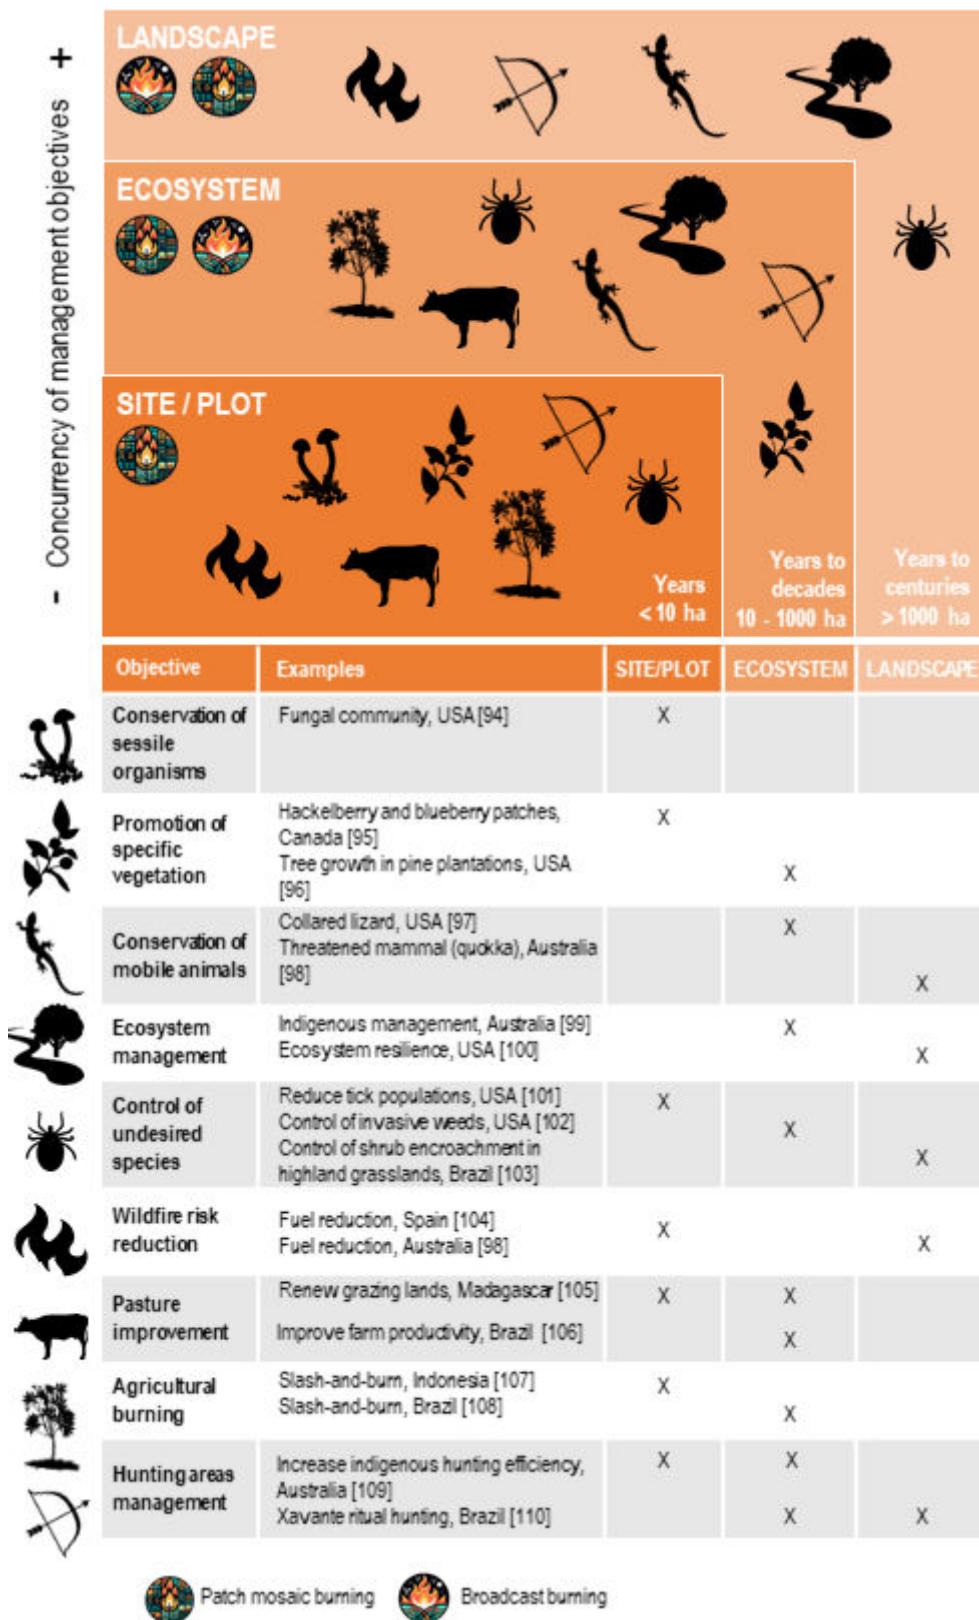 - Concurrency of management objectives +
LANDSCAPE
ECOSYSTEM
SITE / PLOT
Years
< 10 ha
Years to
decades
10 - 1000 ha
Years to
centuries
> 1000 ha
Objective Examples SITE/PLOT ECOSYSTEM LANDSCAPE
Conservation of
sessile
organisms
Fungal community, USA [94] X
Promotion of
specific
vegetation
Hackelberry and blueberry patches, X
Canada [95]
Tree growth in pine plantations, USA X
[96]
Conservation of
mobile animals
Collared lizard, USA [97] X
Threatened mammal (quokka), Australia
[98] X
Ecosystem
management
Indigenous management, Australia [99] X
Ecosystem resilience, USA [100] X
Control of
undesired
species
Reduce tick populations, USA [101] X
Control of invasive weeds, USA [102] X
Control of shrub encroachment in
highland grasslands, Brazil [103] X
Wildfire risk
reduction
Fuel reduction, Spain [104] X
Fuel reduction, Australia [98] X
Pasture
improvement
Renew grazing lands, Madagascar [105] X X
Improve farm productivity, Brazil [106] X
Agricultural
burning
Slash-and-burn, Indonesia [107] X
Slash-and-burn, Brazil [108] X
Hunting areas
management
Increase indigenous hunting efficiency, X X
Australia [109]
Xavante ritual hunting, Brazil [110] X X
Patch mosaic burning Broadcast burning